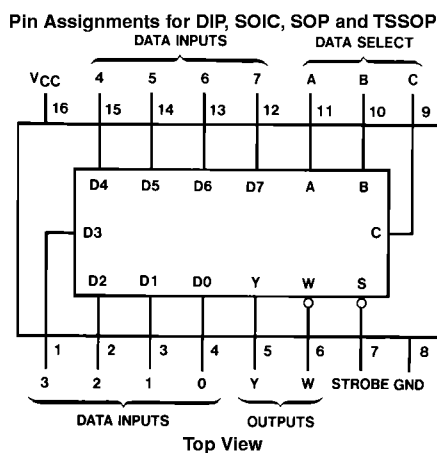 Pin Assignments for DIP, SOIC, SOP and TSSOP
DATA INPUTS DATA SELECT
VCC 4 5 6 7 A B C
16 15 14 13 12 11 10 9
D4 D5 D6 D7 A B
D3 C
D2 D1 D0 Y W S
1 2 3 4 5 6 7 8
3 2 1 0 Y W STROBE GND
DATA INPUTS OUTPUTS
Top View